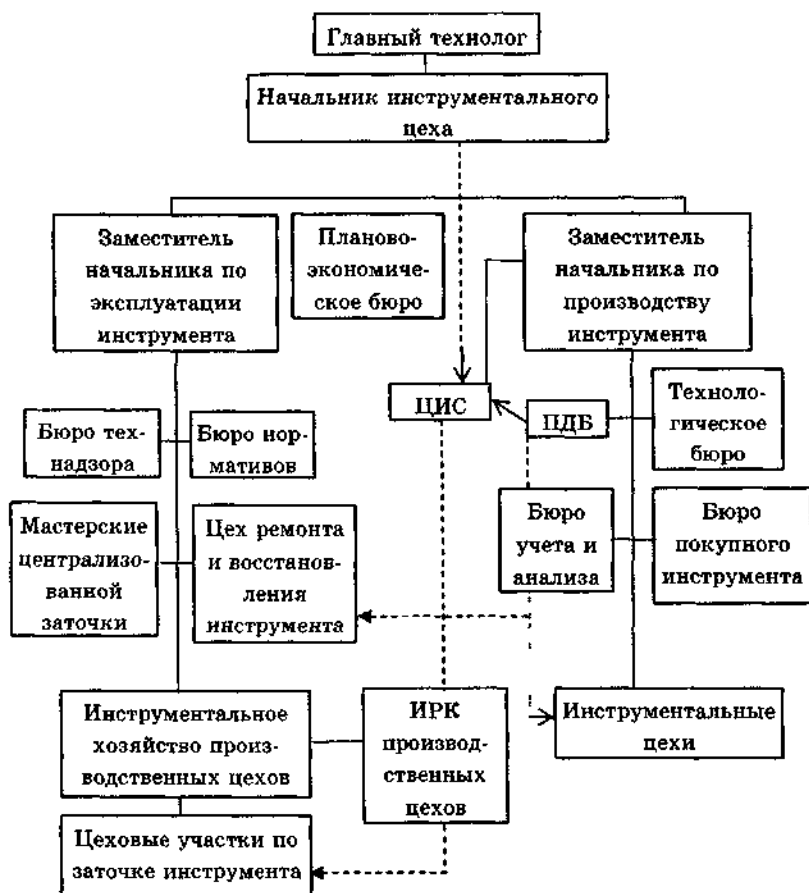 Главный технолог
Начальник инструментального
цеха
Заместитель
начальника по
эксплуатации
инструмента
Планово-
экономиче-
ское бюро
Заместитель
начальника по
производству
инструмента
ЦИС
ПДБ
Техноло-
гическое
бюро
Бюро тех-
надзора
Бюро нор-
мативов
Мастерские
централизо-
ванной
заточки
Цех ремонта
и восстанов-
ления
инструмента
Бюро
учета и
анализа
Бюро
покупного
инструмента
Инструментальное
хозяйство произ-
водственных цехов
ИРК
производ-
ственных
цехов
Инструментальные
цехи
Цеховые участки по
заточке инструмента